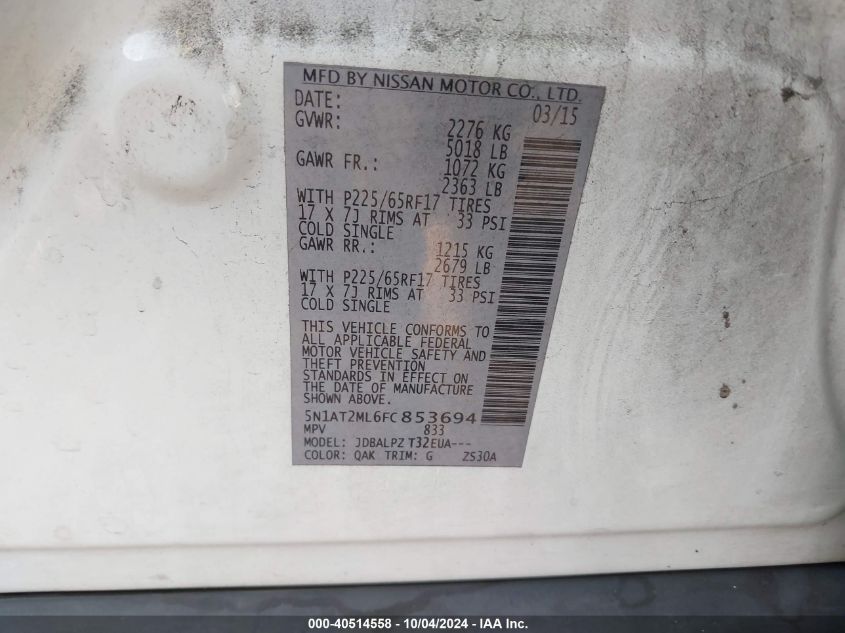 MFD BY NISSAN MOTOR CO., LTD.
DATE: 03/15
GVWR: 2276 KG
5018 LB
GAWR FR.: 1072 KG
2363 LB
WITH P225/65RF17 TIRES
17 X 7J RIMS AT 33 PSI
COLD SINGLE
GAWR RR.: 1215 KG
2679 LB
WITH P225/65RF17 TIRES
17 X 7J RIMS AT 33 PSI
COLD SINGLE
THIS VEHICLE CONFORMS TO
ALL APPLICABLE FEDERAL
MOTOR VEHICLE SAFETY AND
THEFT PREVENTION
STANDARDS IN EFFECT ON
THE DATE OF MANUFACTURE
SHOWN ABOVE.
5N1AT2ML6FC853694
MPV 833
MODEL: JDBALPZ T32EUA---
COLOR: QAK TRIM: G ZS30A
000-40514558 - 10/04/2024 - IAA Inc.